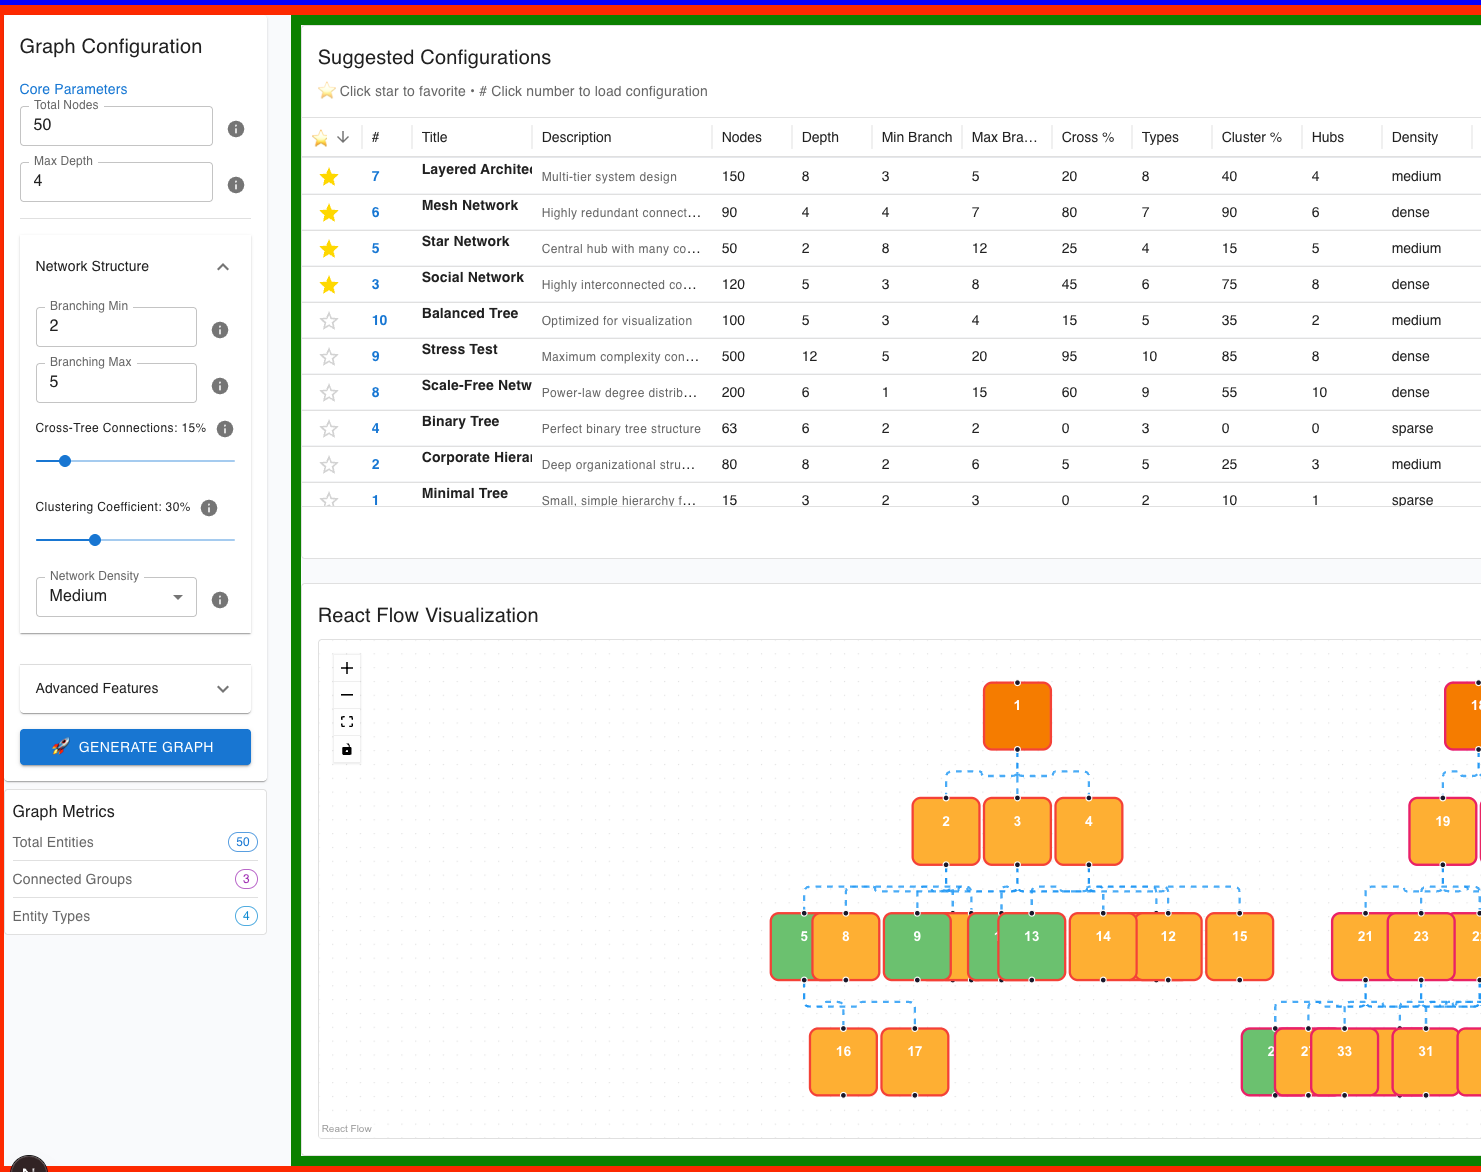 Graph Configuration
Core Parameters
Total Nodes
50
Max Depth
4
Network Structure
Branching Min
2
Branching Max
5
Cross-Tree Connections: 15%
Clustering Coefficient: 30%
Network Density
Medium
Advanced Features
🚀 GENERATE GRAPH
Graph Metrics
Total Entities 50
Connected Groups 3
Entity Types 4
Suggested Configurations
⭐ Click star to favorite • # Click number to load configuration
⭐ ↓ # Title Description Nodes Depth Min Branch Max Bra… Cross % Types Cluster % Hubs Density
7 Layered Archite Multi-tier system design 150 8 3 5 20 8 40 4 medium
6 Mesh Network Highly redundant connect… 90 4 4 7 80 7 90 6 dense
5 Star Network Central hub with many co… 50 2 8 12 25 4 15 5 medium
3 Social Network Highly interconnected co… 120 5 3 8 45 6 75 8 dense
10 Balanced Tree Optimized for visualization 100 5 3 4 15 5 35 2 medium
9 Stress Test Maximum complexity con… 500 12 5 20 95 10 85 8 dense
8 Scale-Free Netw Power-law degree distrib… 200 6 1 15 60 9 55 10 dense
4 Binary Tree Perfect binary tree structure 63 6 2 2 0 3 0 0 sparse
2 Corporate Hierar Deep organizational stru… 80 8 2 6 5 5 25 3 medium
1 Minimal Tree Small, simple hierarchy f… 15 3 2 3 0 2 10 1 sparse
React Flow Visualization
1
2 3 4 19
5 8 9 13 14 12 15 21 23
16 17 33 31
React Flow